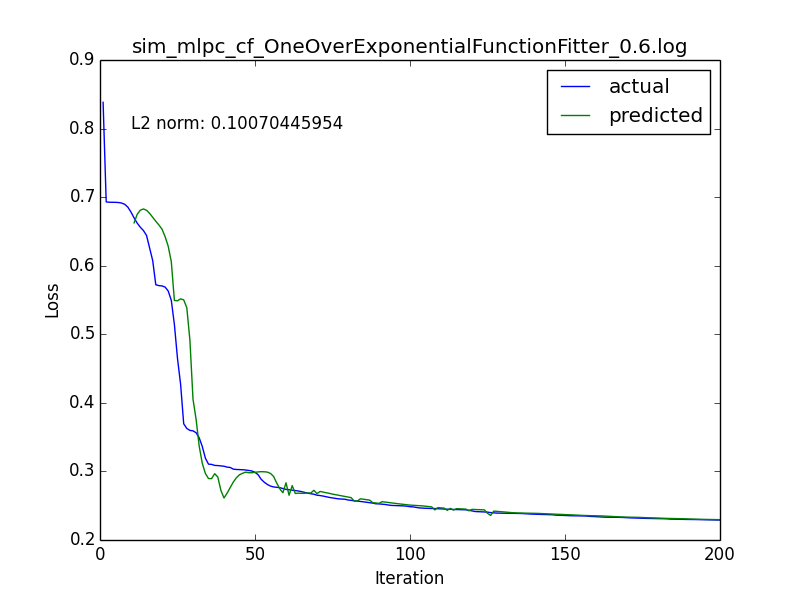 sim_mlpc_cf_OneOverExponentialFunctionFitter_0.6.log
0.9
0.8
0.7
0.6
0.5
0.4
0.3
0.2
Loss
L2 norm: 0.10070445954
actual
predicted
0
50
100
150
200
Iteration